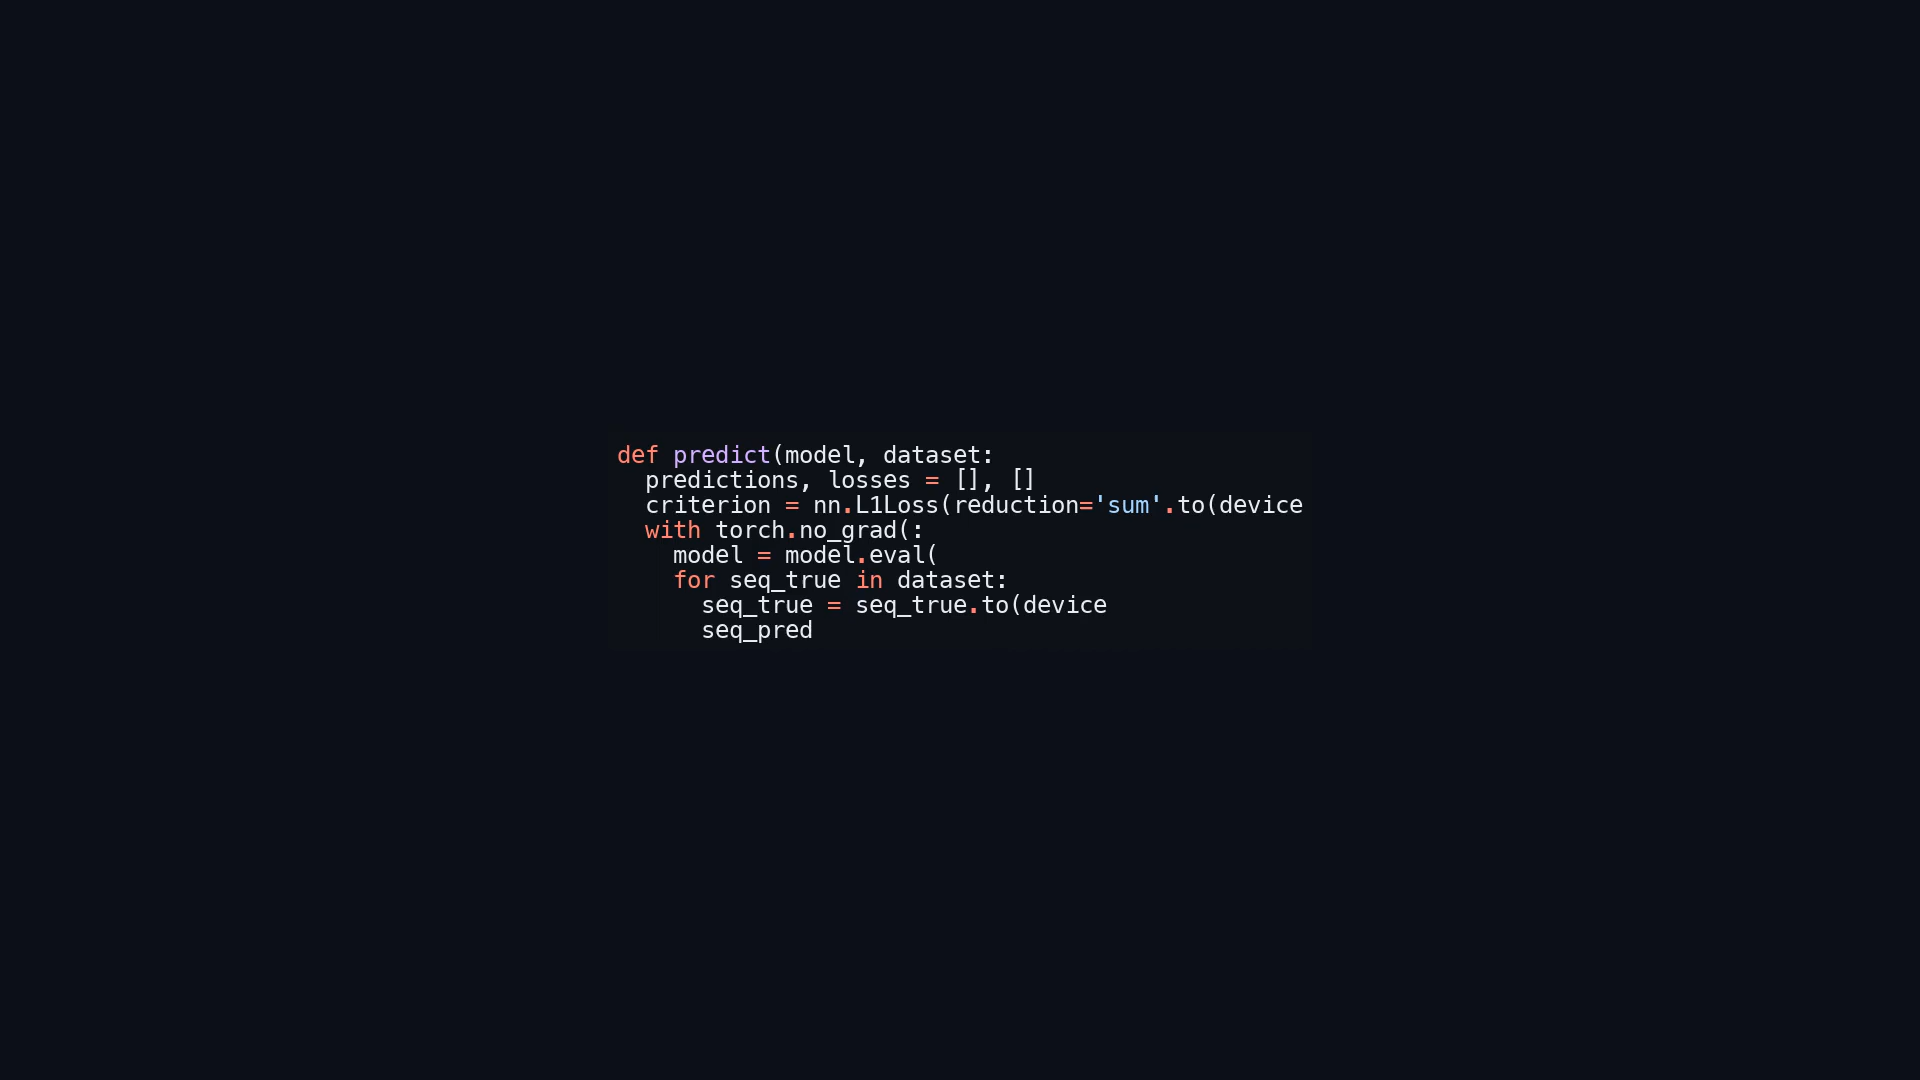 def predict(model, dataset:
  predictions, losses = [], []
  criterion = nn.L1Loss(reduction='sum'.to(device
  with torch.no_grad(:
    model = model.eval(
    for seq_true in dataset:
      seq_true = seq_true.to(device
      seq_pred